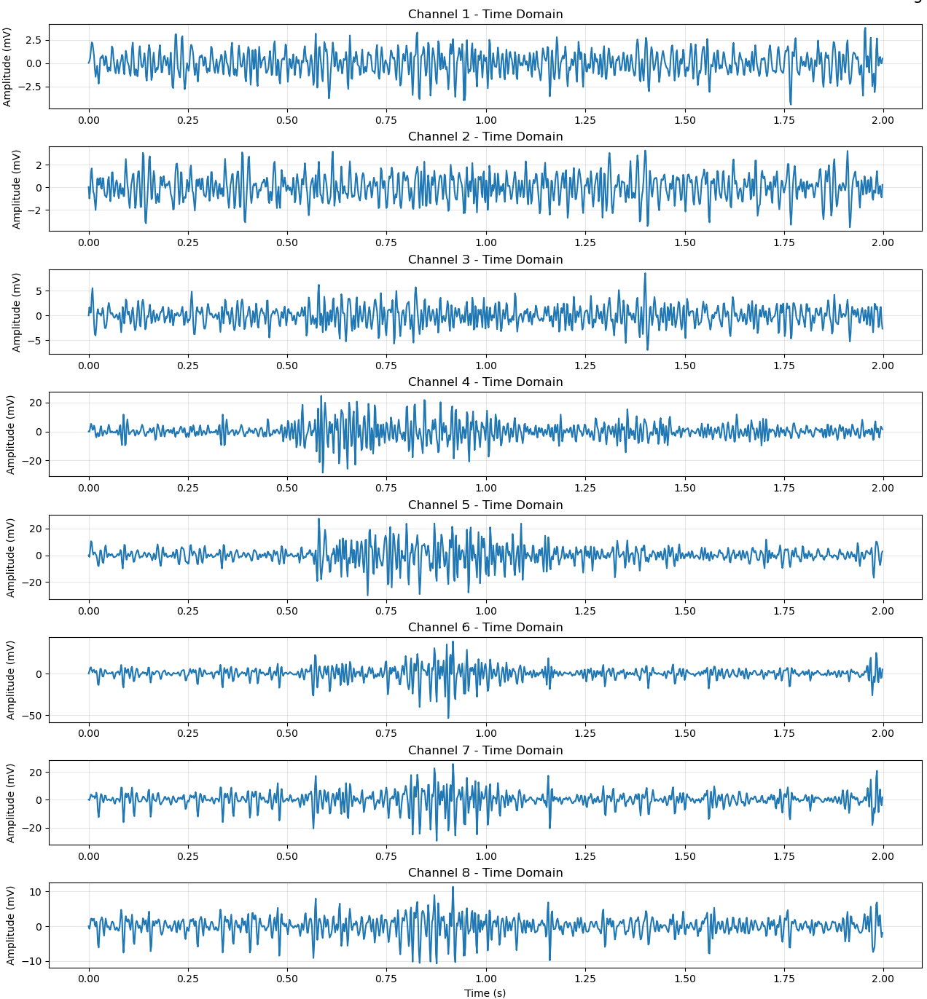 Channel 1 - Time Domain
Amplitude (mV)
2.5
0.0
−2.5
0.00 0.25 0.50 0.75 1.00 1.25 1.50 1.75 2.00
Channel 2 - Time Domain
Amplitude (mV)
2
0
−2
0.00 0.25 0.50 0.75 1.00 1.25 1.50 1.75 2.00
Channel 3 - Time Domain
Amplitude (mV)
5
0
−5
0.00 0.25 0.50 0.75 1.00 1.25 1.50 1.75 2.00
Channel 4 - Time Domain
Amplitude (mV)
20
0
−20
0.00 0.25 0.50 0.75 1.00 1.25 1.50 1.75 2.00
Channel 5 - Time Domain
Amplitude (mV)
20
0
−20
0.00 0.25 0.50 0.75 1.00 1.25 1.50 1.75 2.00
Channel 6 - Time Domain
Amplitude (mV)
0
−50
0.00 0.25 0.50 0.75 1.00 1.25 1.50 1.75 2.00
Channel 7 - Time Domain
Amplitude (mV)
20
0
−20
0.00 0.25 0.50 0.75 1.00 1.25 1.50 1.75 2.00
Channel 8 - Time Domain
Amplitude (mV)
10
0
−10
0.00 0.25 0.50 0.75 1.00 1.25 1.50 1.75 2.00
Time (s)